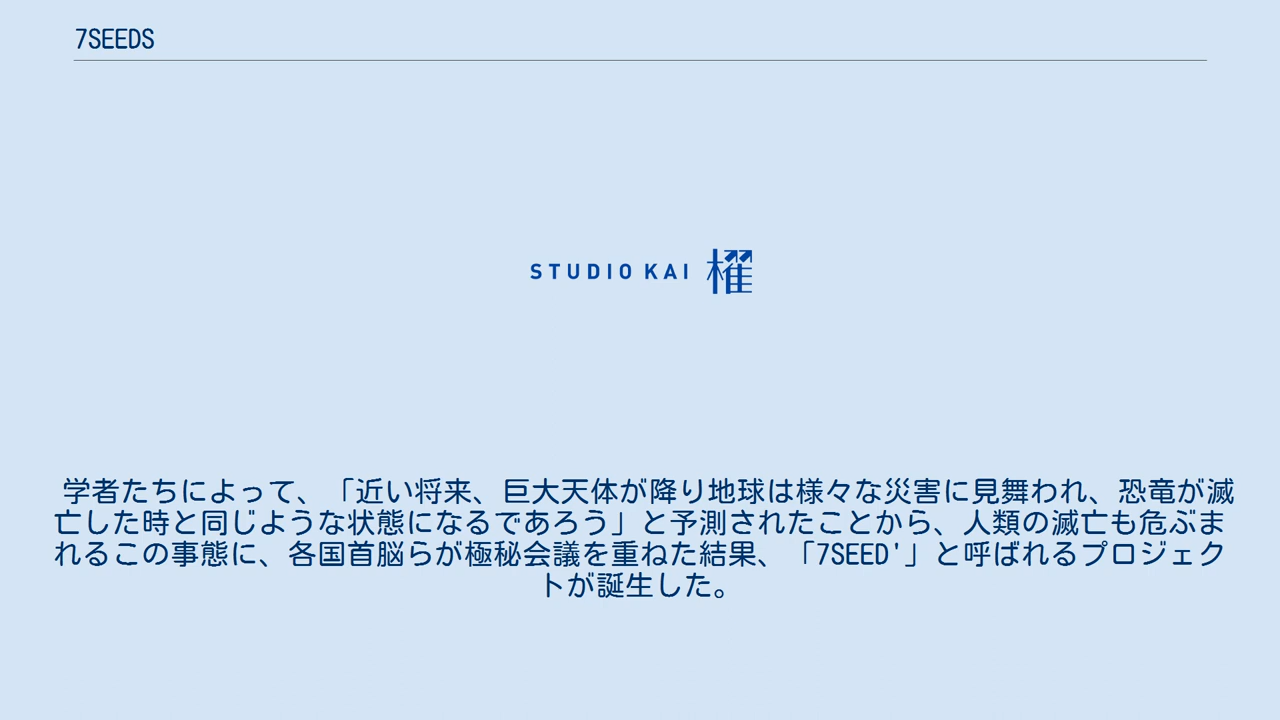 7SEEDS
STUDIO KAI 櫂
学者たちによって、「近い将来、巨大天体が降り地球は様々な災害に見舞われ、恐竜が滅
亡した時と同じような状態になるであろう」と予測されたことから、人類の滅亡も危ぶま
れるこの事態に、各国首脳らが極秘会議を重ねた結果、「7SEED'」と呼ばれるプロジェク
トが誕生した。